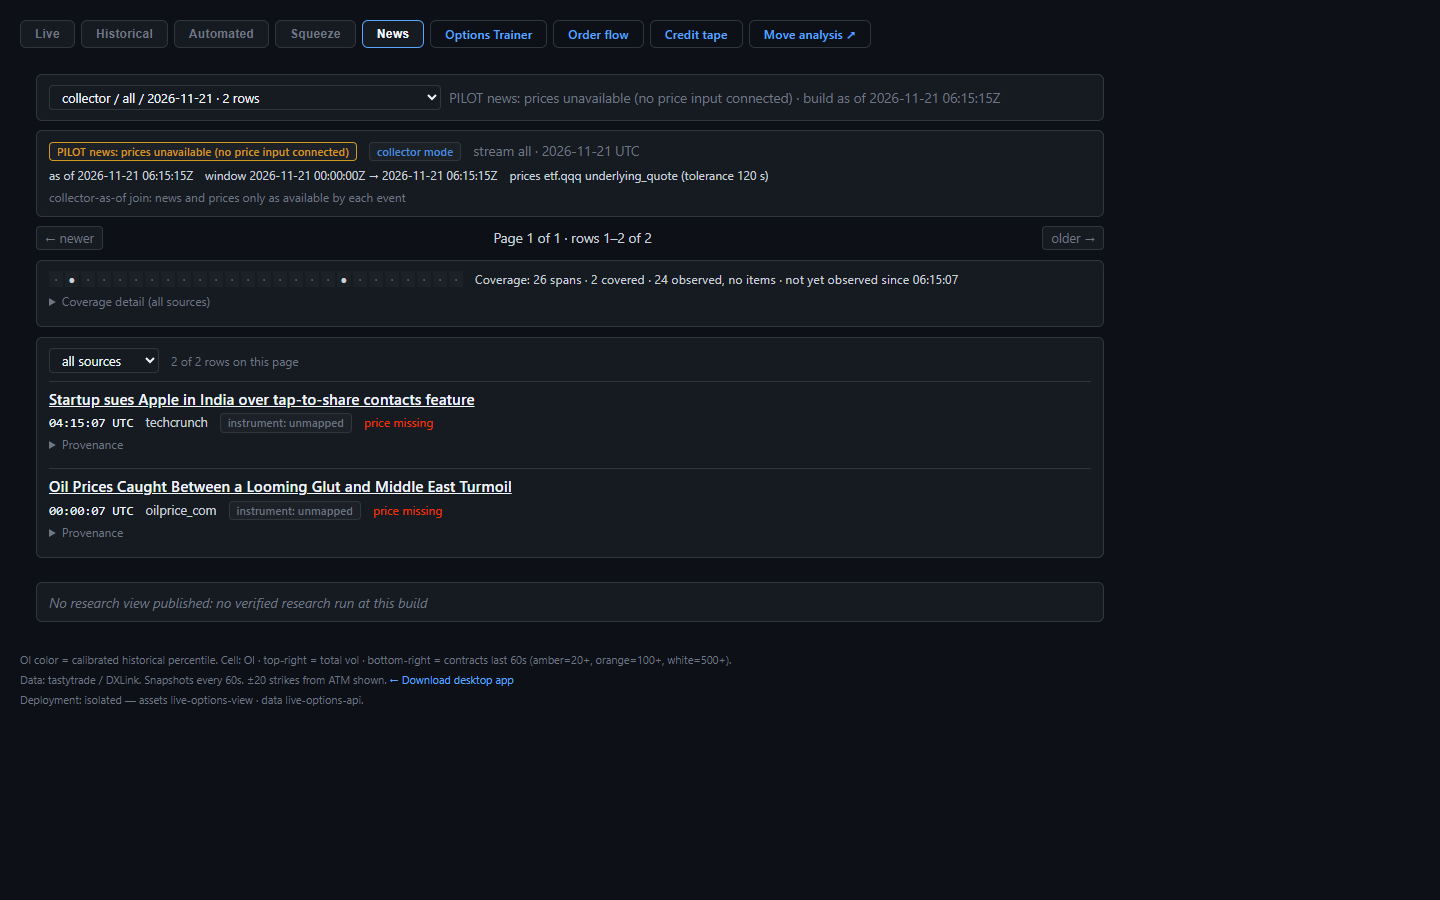 Live Historical Automated Squeeze News Options Trainer Order flow Credit tape Move analysis ↗
collector / all / 2026-11-21 · 2 rows PILOT news: prices unavailable (no price input connected) · build as of 2026-11-21 06:15:15Z
PILOT news: prices unavailable (no price input connected) collector mode stream all · 2026-11-21 UTC
as of 2026-11-21 06:15:15Z window 2026-11-21 00:00:00Z → 2026-11-21 06:15:15Z prices etf.qqq underlying_quote (tolerance 120 s)
collector-as-of join: news and prices only as available by each event
← newer Page 1 of 1 · rows 1–2 of 2 older →
Coverage: 26 spans · 2 covered · 24 observed, no items · not yet observed since 06:15:07
▶ Coverage detail (all sources)
all sources 2 of 2 rows on this page
Startup sues Apple in India over tap-to-share contacts feature
04:15:07 UTC techcrunch instrument: unmapped price missing
▶ Provenance
Oil Prices Caught Between a Looming Glut and Middle East Turmoil
00:00:07 UTC oilprice_com instrument: unmapped price missing
▶ Provenance
No research view published: no verified research run at this build
OI color = calibrated historical percentile. Cell: OI · top-right = total vol · bottom-right = contracts last 60s (amber=20+, orange=100+, white=500+).
Data: tastytrade / DXLink. Snapshots every 60s. ±20 strikes from ATM shown. ← Download desktop app
Deployment: isolated — assets live-options-view · data live-options-api.